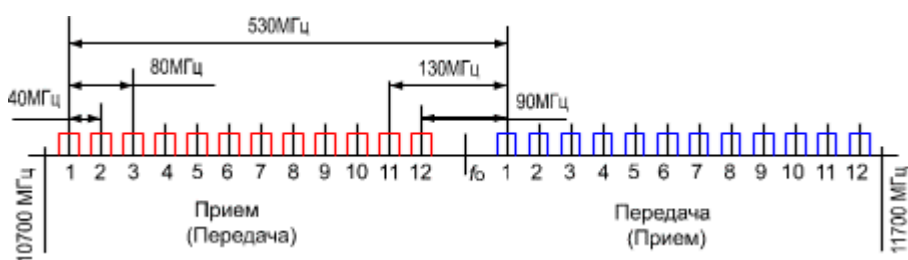 530МГц
80МГц
130МГц
40МГц
90МГц
1 2 3 4 5 6 7 8 9 10 11 12 fo 1 2 3 4 5 6 7 8 9 10 11 12
10700 МГц
Прием
(Передача)
Передача
(Прием)
11700 МГц